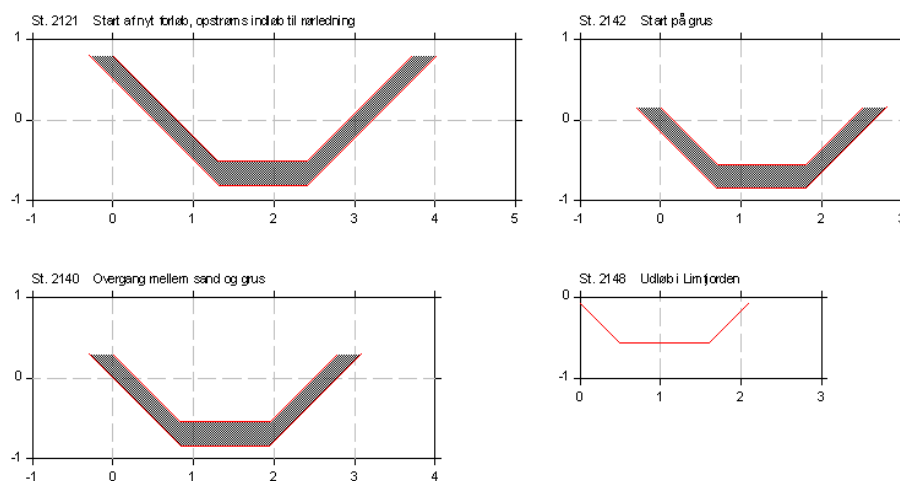 St. 2121 Start af nyt forløb, opstrøms indløb til rørledning
1
0
-1
-1 0 1 2 3 4 5
St. 2142 Start på grus
1
0
-1
-1 0 1 2 3
St. 2140 Overgang mellem sand og grus
1
0
-1
-1 0 1 2 3 4
St. 2148 Udløb i Limfjorden
0
-1
0 1 2 3